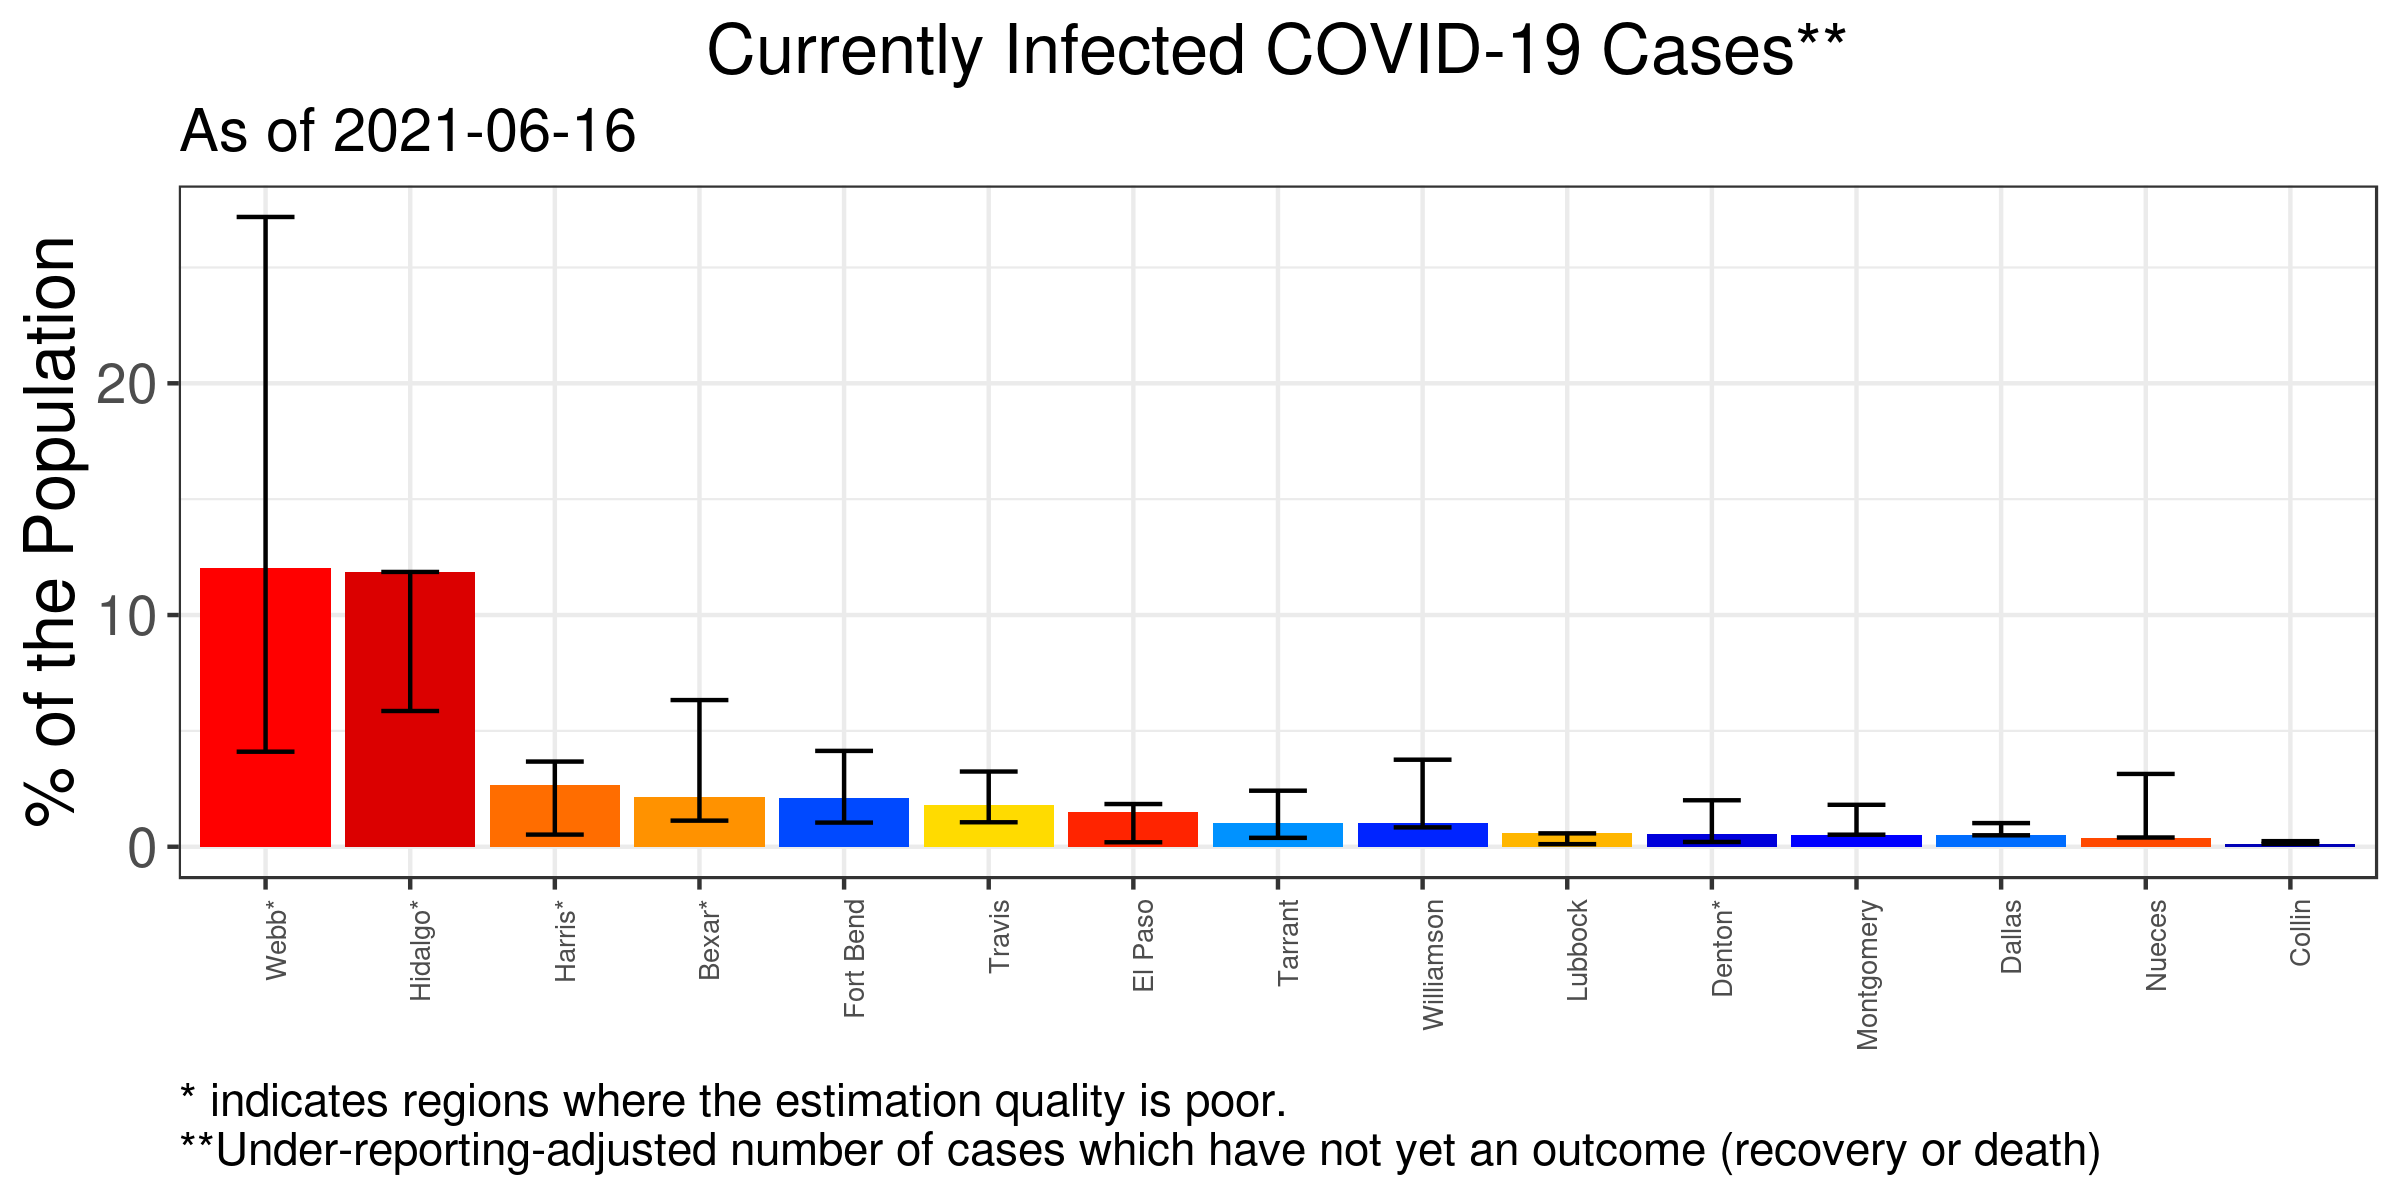 Currently Infected COVID-19 Cases**
As of 2021-06-16
% of the Population
20
10
0
Webb*
Hidalgo*
Harris*
Bexar*
Fort Bend
Travis
El Paso
Tarrant
Williamson
Lubbock
Denton*
Montgomery
Dallas
Nueces
Collin
* indicates regions where the estimation quality is poor.
**Under-reporting-adjusted number of cases which have not yet an outcome (recovery or death)